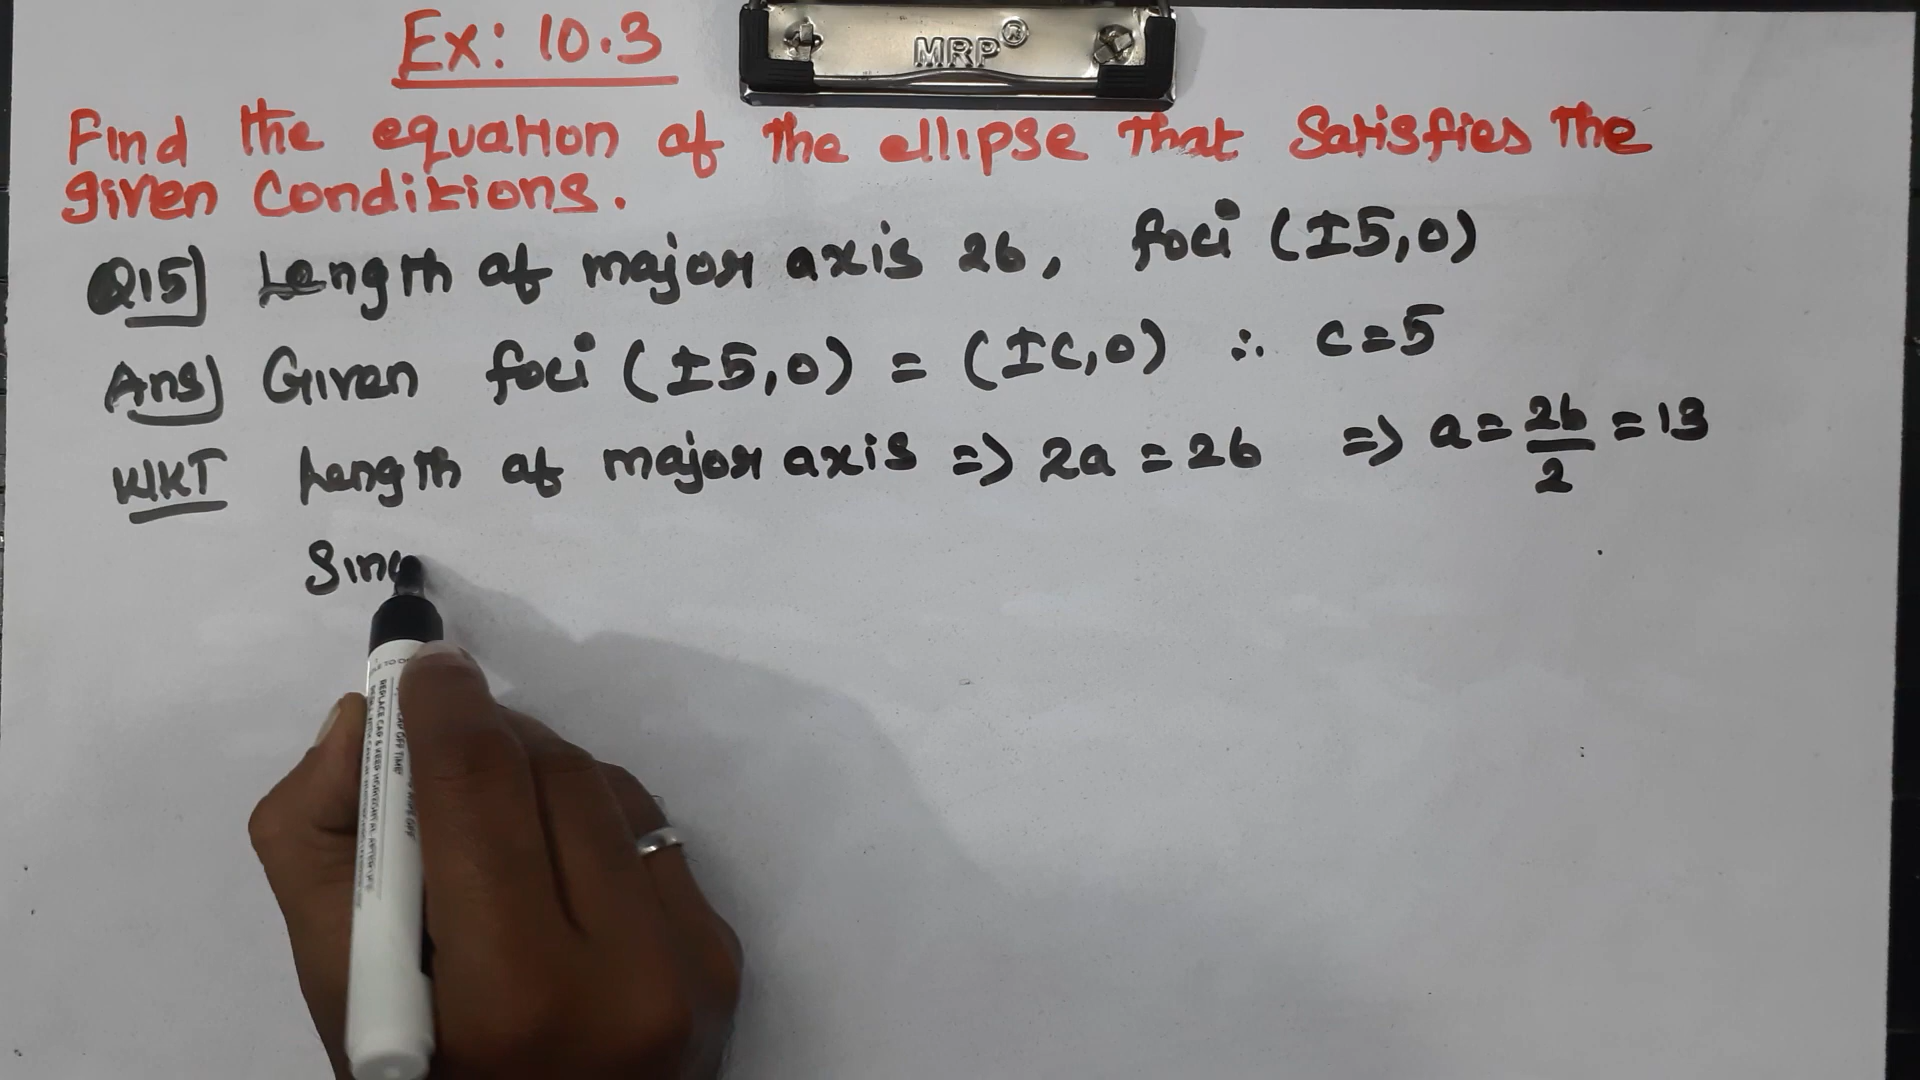 MRP®
Ex: 10.3
Find the equation of the ellipse that satisfies the
given conditions.
Q15] Length of major axis 26, foci (±5,0)
Ans] Given foci (±5,0) = (±c,0) ∴ c=5
WKT Length of major axis => 2a = 26 => a = 26/2 = 13
Sinc